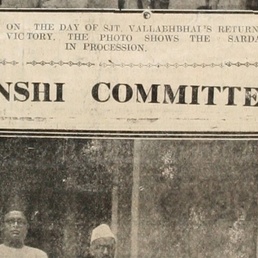 ON . THE DAY OF SJT. VALLABHBHAI'S RETURN
VICTORY. THE PHOTO SHOWS THE SARDA
IN PROCESSION.
NSHI COMMITTE